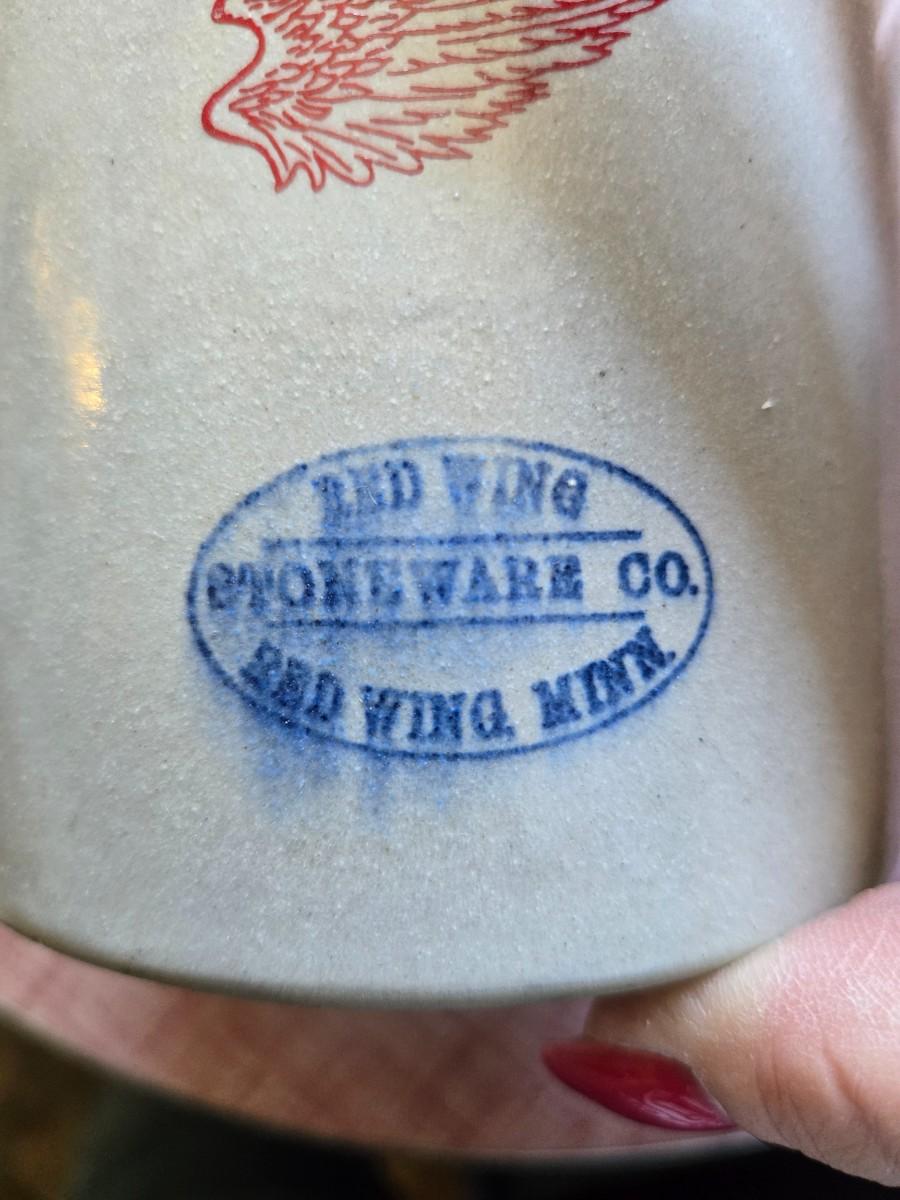 RED WING
STONEWARE CO.
RED WING, MINN.